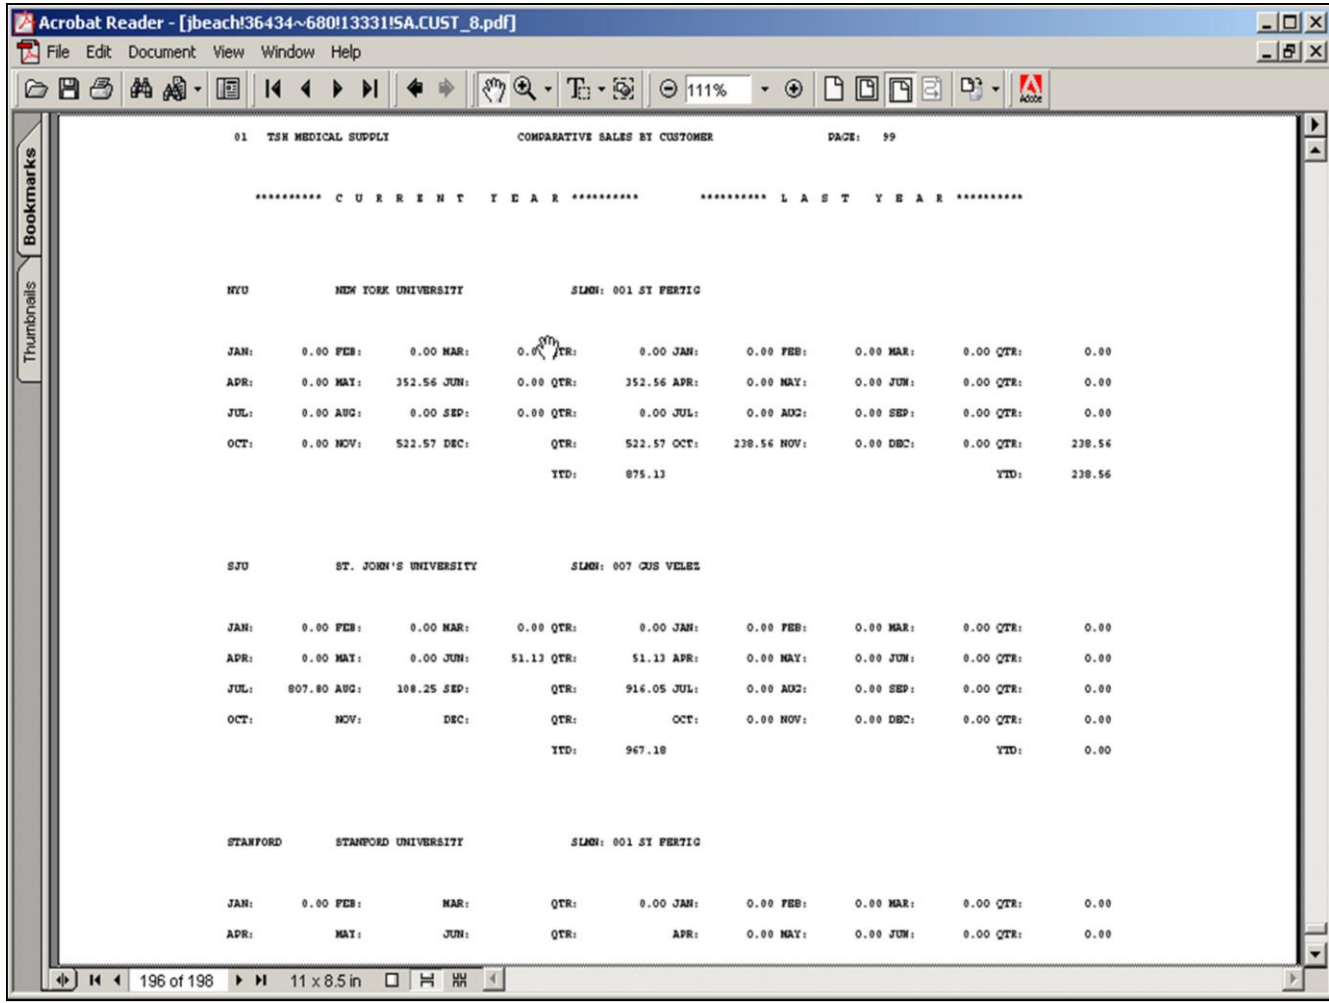 Acrobat Reader - [jbeach!36434~680!13331!SA.CUST_8.pdf]
File Edit Document View Window Help
111%
Adobe
Bookmarks
Thumbnails
01 TSH MEDICAL SUPPLY COMPARATIVE SALES BY CUSTOMER PAGE: 99
********** C U R R E N T Y E A R ********** ********** L A S T Y E A R **********
NYU NEW YORK UNIVERSITY SLMN: 001 SY FERTIG
JAN: 0.00 FEB: 0.00 MAR: QTR: 0.00 JAN: 0.00 FEB: 0.00 MAR: 0.00 QTR: 0.00
APR: 0.00 MAY: 352.56 JUN: 0.00 QTR: 352.56 APR: 0.00 MAY: 0.00 JUN: 0.00 QTR: 0.00
JUL: 0.00 AUG: 0.00 SEP: 0.00 QTR: 0.00 JUL: 0.00 AUG: 0.00 SEP: 0.00 QTR: 0.00
OCT: 0.00 NOV: 522.57 DEC: QTR: 522.57 OCT: 238.56 NOV: 0.00 DEC: 0.00 QTR: 238.56
YTD: 875.13 YTD: 238.56
SJU ST. JOHN'S UNIVERSITY SLMN: 007 GUS VELEZ
JAN: 0.00 FEB: 0.00 MAR: 0.00 QTR: 0.00 JAN: 0.00 FEB: 0.00 MAR: 0.00 QTR: 0.00
APR: 0.00 MAY: 0.00 JUN: 51.13 QTR: 51.13 APR: 0.00 MAY: 0.00 JUN: 0.00 QTR: 0.00
JUL: 807.80 AUG: 108.25 SEP: QTR: 916.05 JUL: 0.00 AUG: 0.00 SEP: 0.00 QTR: 0.00
OCT: NOV: DEC: QTR: OCT: 0.00 NOV: 0.00 DEC: 0.00 QTR: 0.00
YTD: 967.18 YTD: 0.00
STANFORD STANFORD UNIVERSITY SLMN: 001 SY FERTIG
JAN: 0.00 FEB: MAR: QTR: 0.00 JAN: 0.00 FEB: 0.00 MAR: 0.00 QTR: 0.00
APR: MAY: JUN: QTR: APR: 0.00 MAY: 0.00 JUN: 0.00 QTR: 0.00
196 of 198 11 x 8.5 in